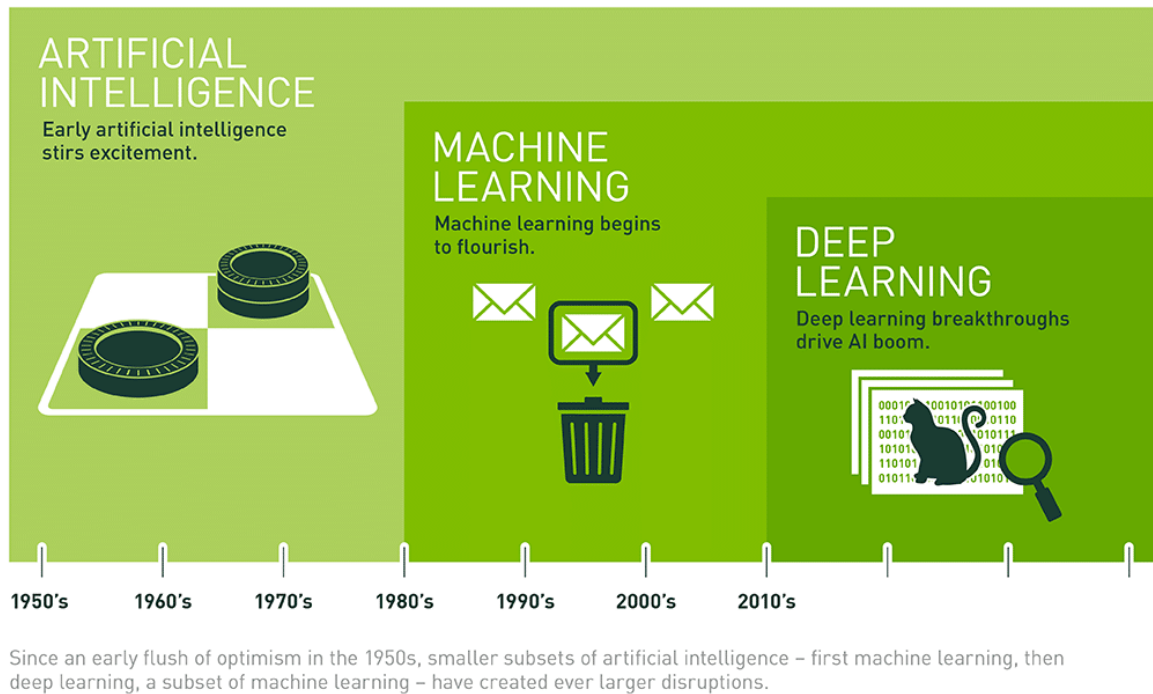 ARTIFICIAL
INTELLIGENCE
Early artificial intelligence
stirs excitement.
MACHINE
LEARNING
Machine learning begins
to flourish.
DEEP
LEARNING
Deep learning breakthroughs
drive AI boom.
1950's
1960's
1970's
1980's
1990's
2000's
2010's
Since an early flush of optimism in the 1950s, smaller subsets of artificial intelligence – first machine learning, then
deep learning, a subset of machine learning – have created ever larger disruptions.